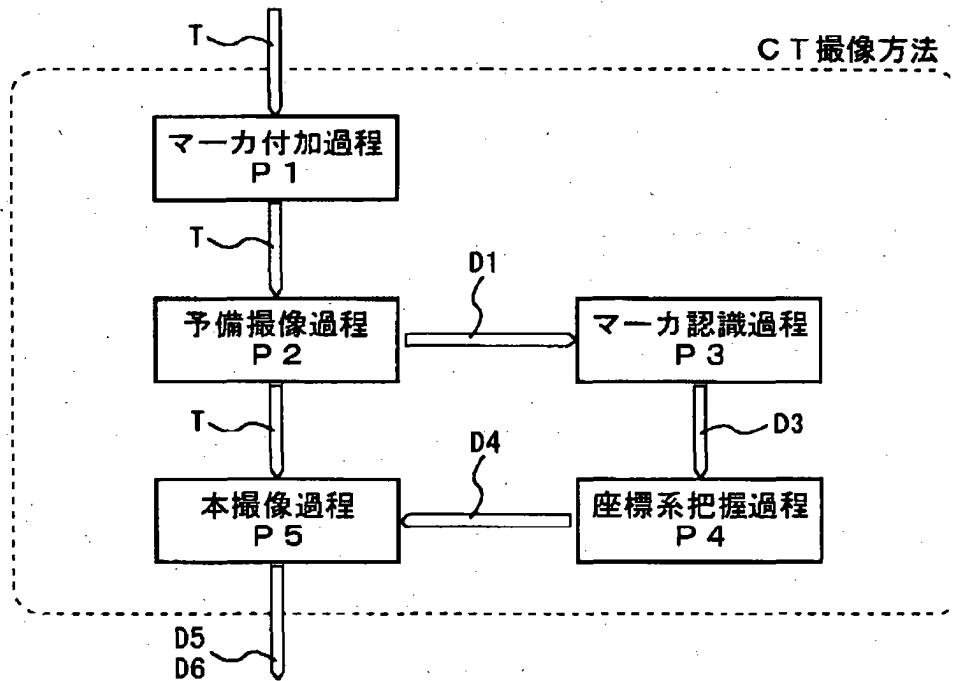 T
CT撮像方法
マーカ付加過程
P1
T
D1
予備撮像過程
P2
マーカ認識過程
P3
T
D4
D3
本撮像過程
P5
座標系把握過程
P4
D5
D6